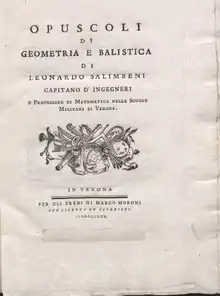 OPUSCOLI
DI
GEOMETRIA E BALISTICA
DI
LEONARDO SALIMBENI
CAPITANO D'INGEGNERI
E PROFESSORE DI MATEMATICA NELLE SCUOLE
MILITARI DI VERONA.
IN VERONA
PER GLI EREDI DI MARCO MORONI
CON LICENZA DE' SUPERIORI.